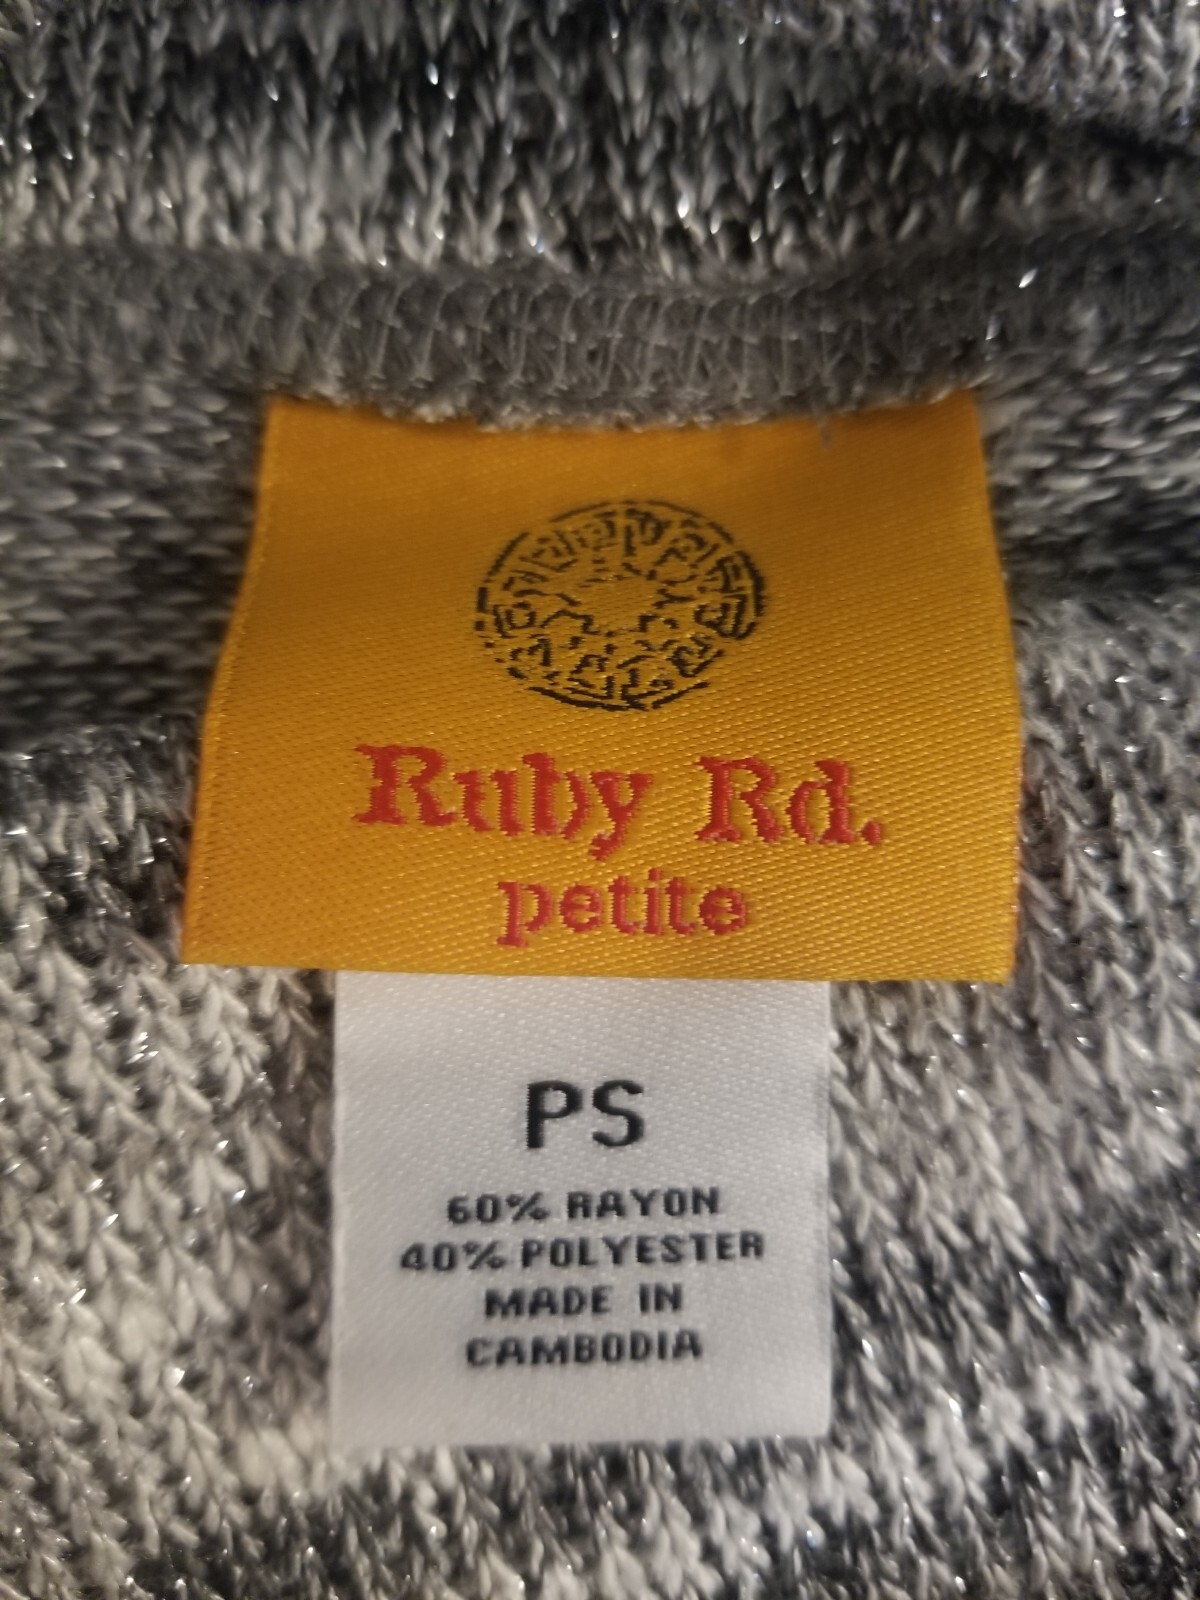 Ruby Rd.
petite
PS
60% RAYON
40% POLYESTER
MADE IN
CAMBODIA